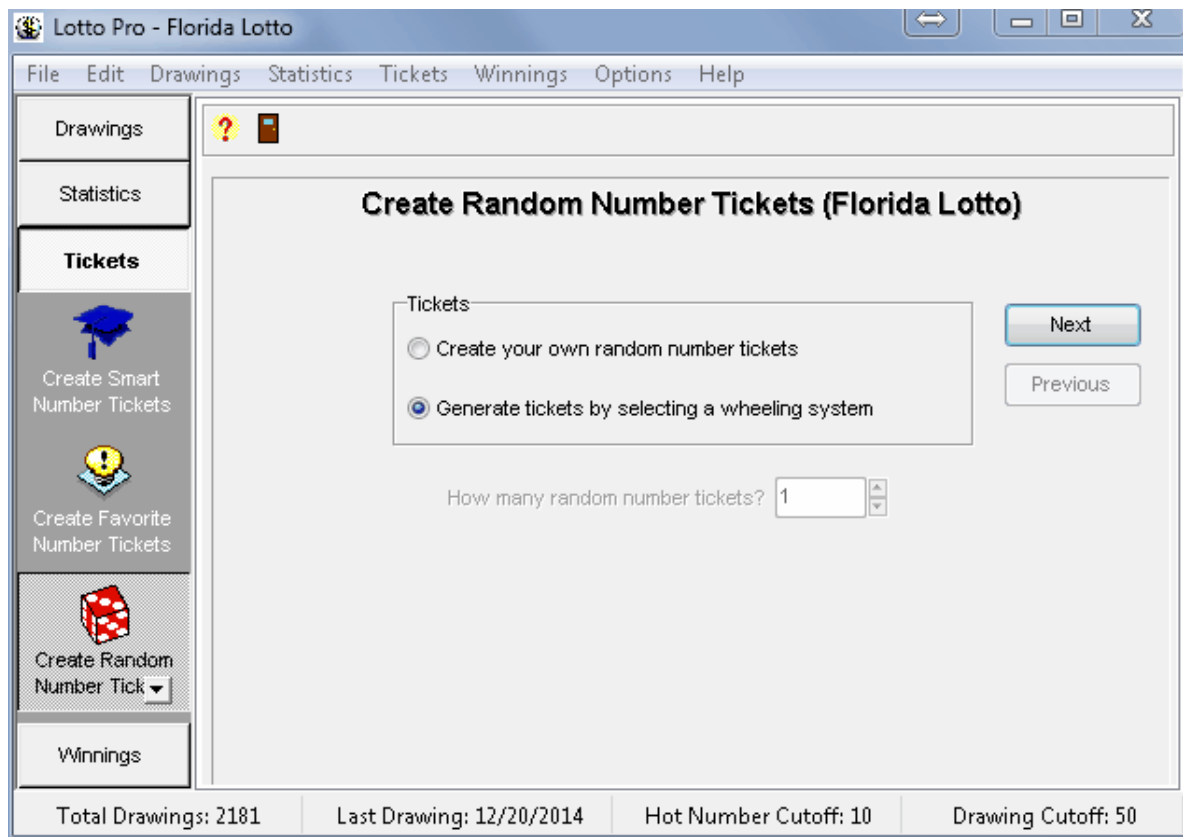 Lotto Pro - Florida Lotto
File Edit Drawings Statistics Tickets Winnings Options Help
Drawings
Statistics
Tickets
Create Smart
Number Tickets
Create Favorite
Number Tickets
Create Random
Number Tick
Winnings
?
Create Random Number Tickets (Florida Lotto)
Tickets
Create your own random number tickets
Generate tickets by selecting a wheeling system
How many random number tickets? 1
Next
Previous
Total Drawings: 2181 Last Drawing: 12/20/2014 Hot Number Cutoff: 10 Drawing Cutoff: 50